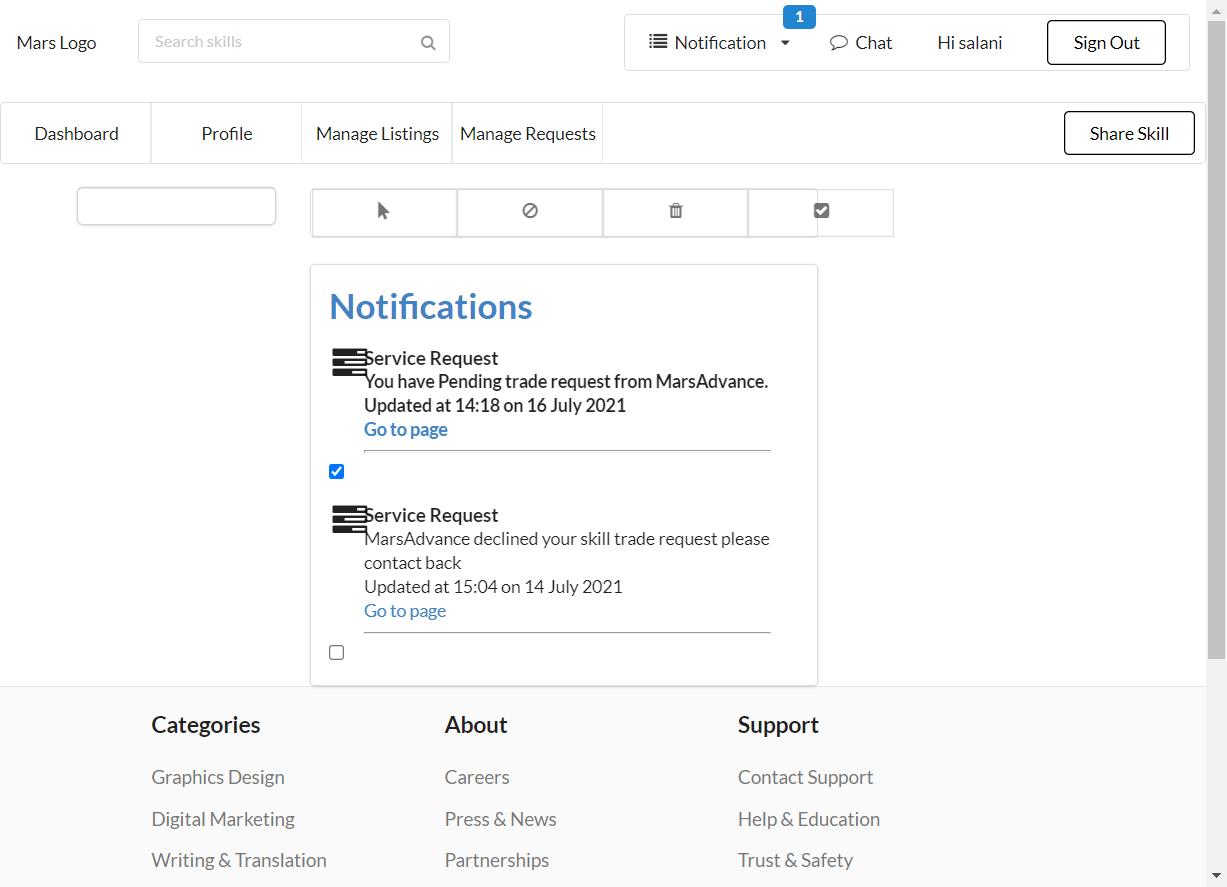 Mars Logo
Search skills
Notification
1
Chat
Hi salani
Sign Out
Dashboard
Profile
Manage Listings
Manage Requests
Share Skill
Notifications
Service Request
You have Pending trade request from MarsAdvance.
Updated at 14:18 on 16 July 2021
Go to page
Service Request
MarsAdvance declined your skill trade request please
contact back
Updated at 15:04 on 14 July 2021
Go to page
Categories
Graphics Design
Digital Marketing
Writing & Translation
About
Careers
Press & News
Partnerships
Support
Contact Support
Help & Education
Trust & Safety